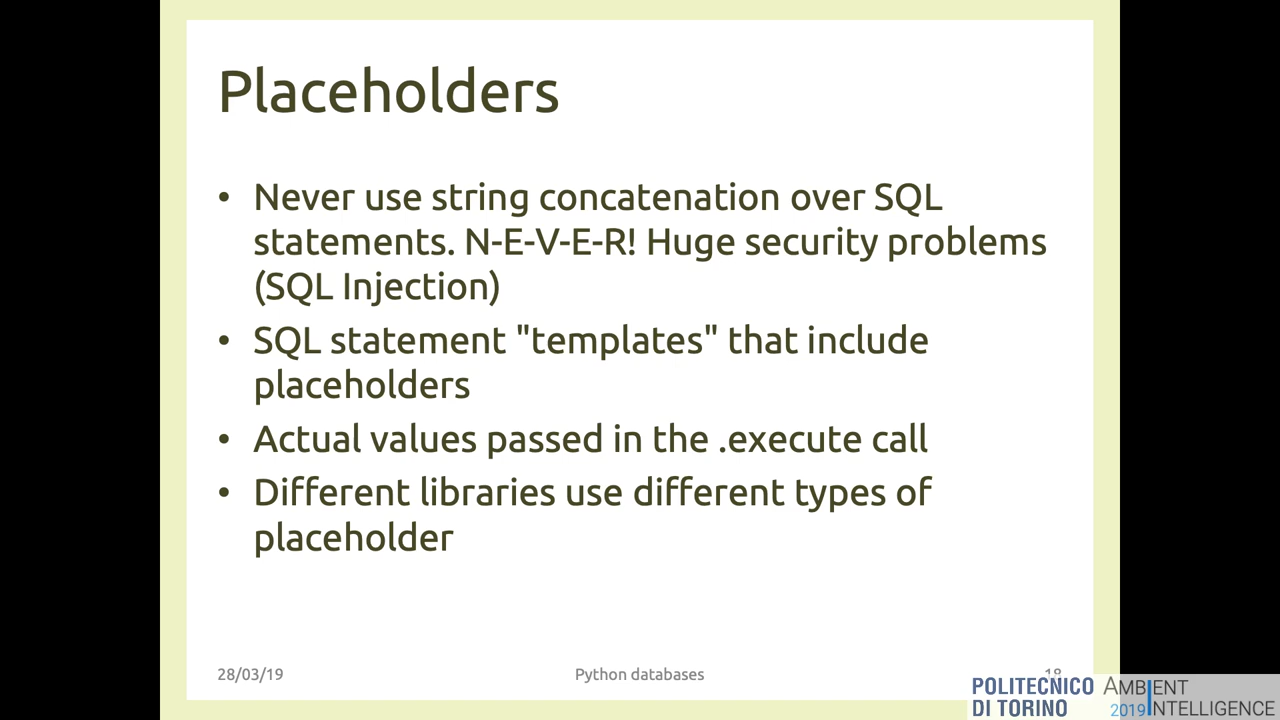 Placeholders
• Never use string concatenation over SQL
statements. N-E-V-E-R! Huge security problems
(SQL Injection)
• SQL statement "templates" that include
placeholders
• Actual values passed in the .execute call
• Different libraries use different types of
placeholder
28/03/19
Python databases
18
POLITECNICO
DI TORINO
AMBIENT
2019 INTELLIGENCE